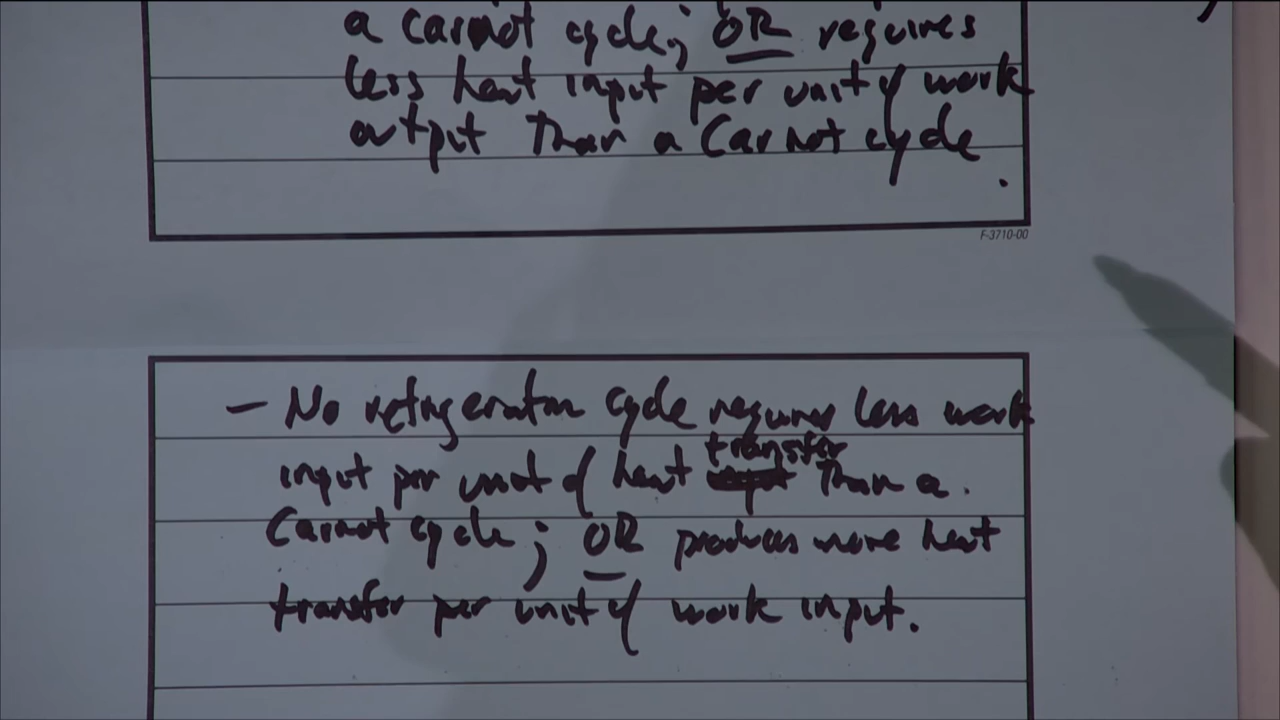 a carnot cycle; OR requires
less heat input per unit of work
output Than a Carnot cycle
.
F-3710-00
- No refrigeration cycle requires less work
transfer
input per unit of heat Than a.
Carnot cycle; OR produces more heat
transfer per unit of work input.